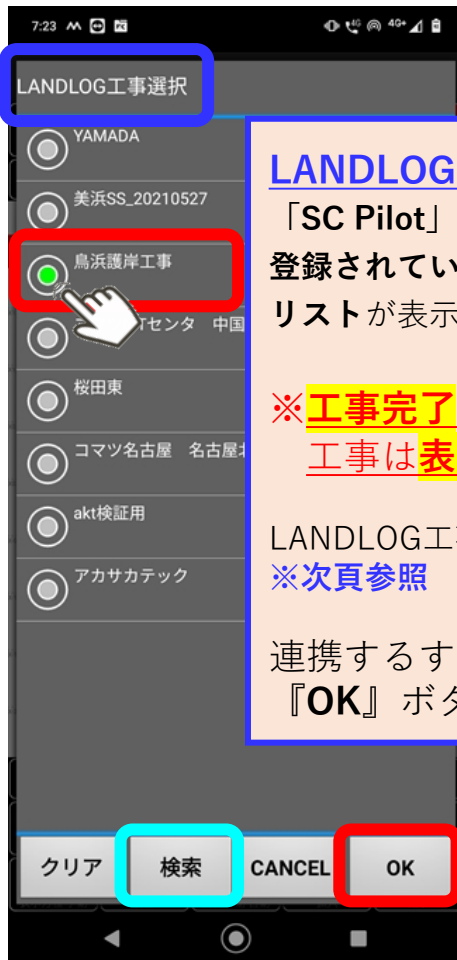 7:23
4G 4G+
LANDLOG工事選択
YAMADA
美浜SS_20210527
鳥浜護岸工事
Tセンタ 中国
桜田東
コマツ名古屋 名古屋
akt検証用
アカサカテック
LANDLOG
「SC Pilot」
登録されてい
リストが表示
※工事完了
工事は表
LANDLOG工
※次頁参照
連携するす
『OK』ボ
クリア 検索 CANCEL OK